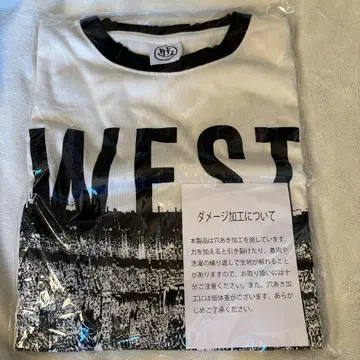 WEST
ダメージ加工について
本製品は穴あき加工を施しています。
力を加えると引き裂けたり、着用や
洗濯の繰り返しで生地が解れることが
ありますので、お取り扱いには十
分ご注意ください。また、穴あき加
工には個体差がございます。あらか
じめご了承ください。